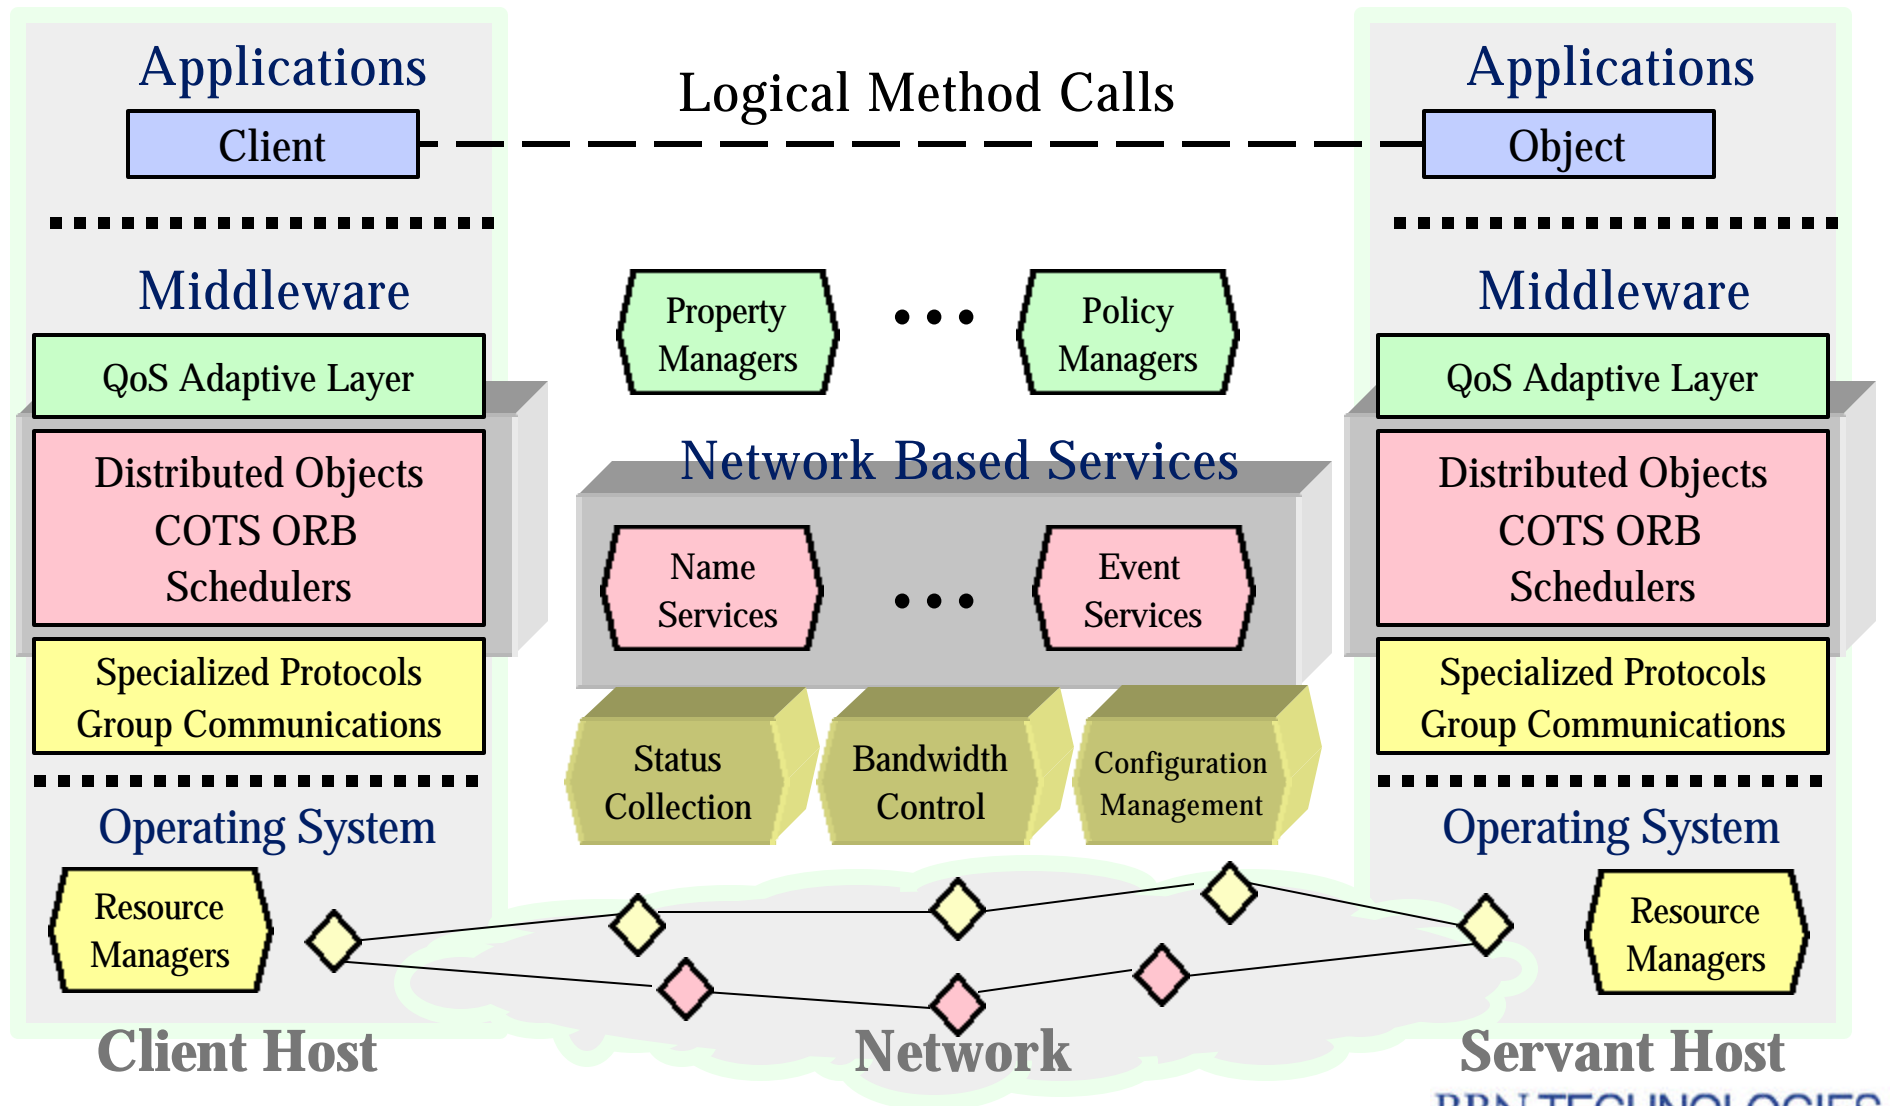 Applications
Client
Middleware
QoS Adaptive Layer
Distributed Objects
COTS ORB
Schedulers
Specialized Protocols
Group Communications
Operating System
Resource
Managers
Client Host
Logical Method Calls
Property
Managers
•••
Policy
Managers
Network Based Services
Name
Services
•••
Event
Services
Status
Collection
Bandwidth
Control
Configuration
Management
Network
Applications
Object
Middleware
QoS Adaptive Layer
Distributed Objects
COTS ORB
Schedulers
Specialized Protocols
Group Communications
Operating System
Resource
Managers
Servant Host
BBN TECHNOLOGIES